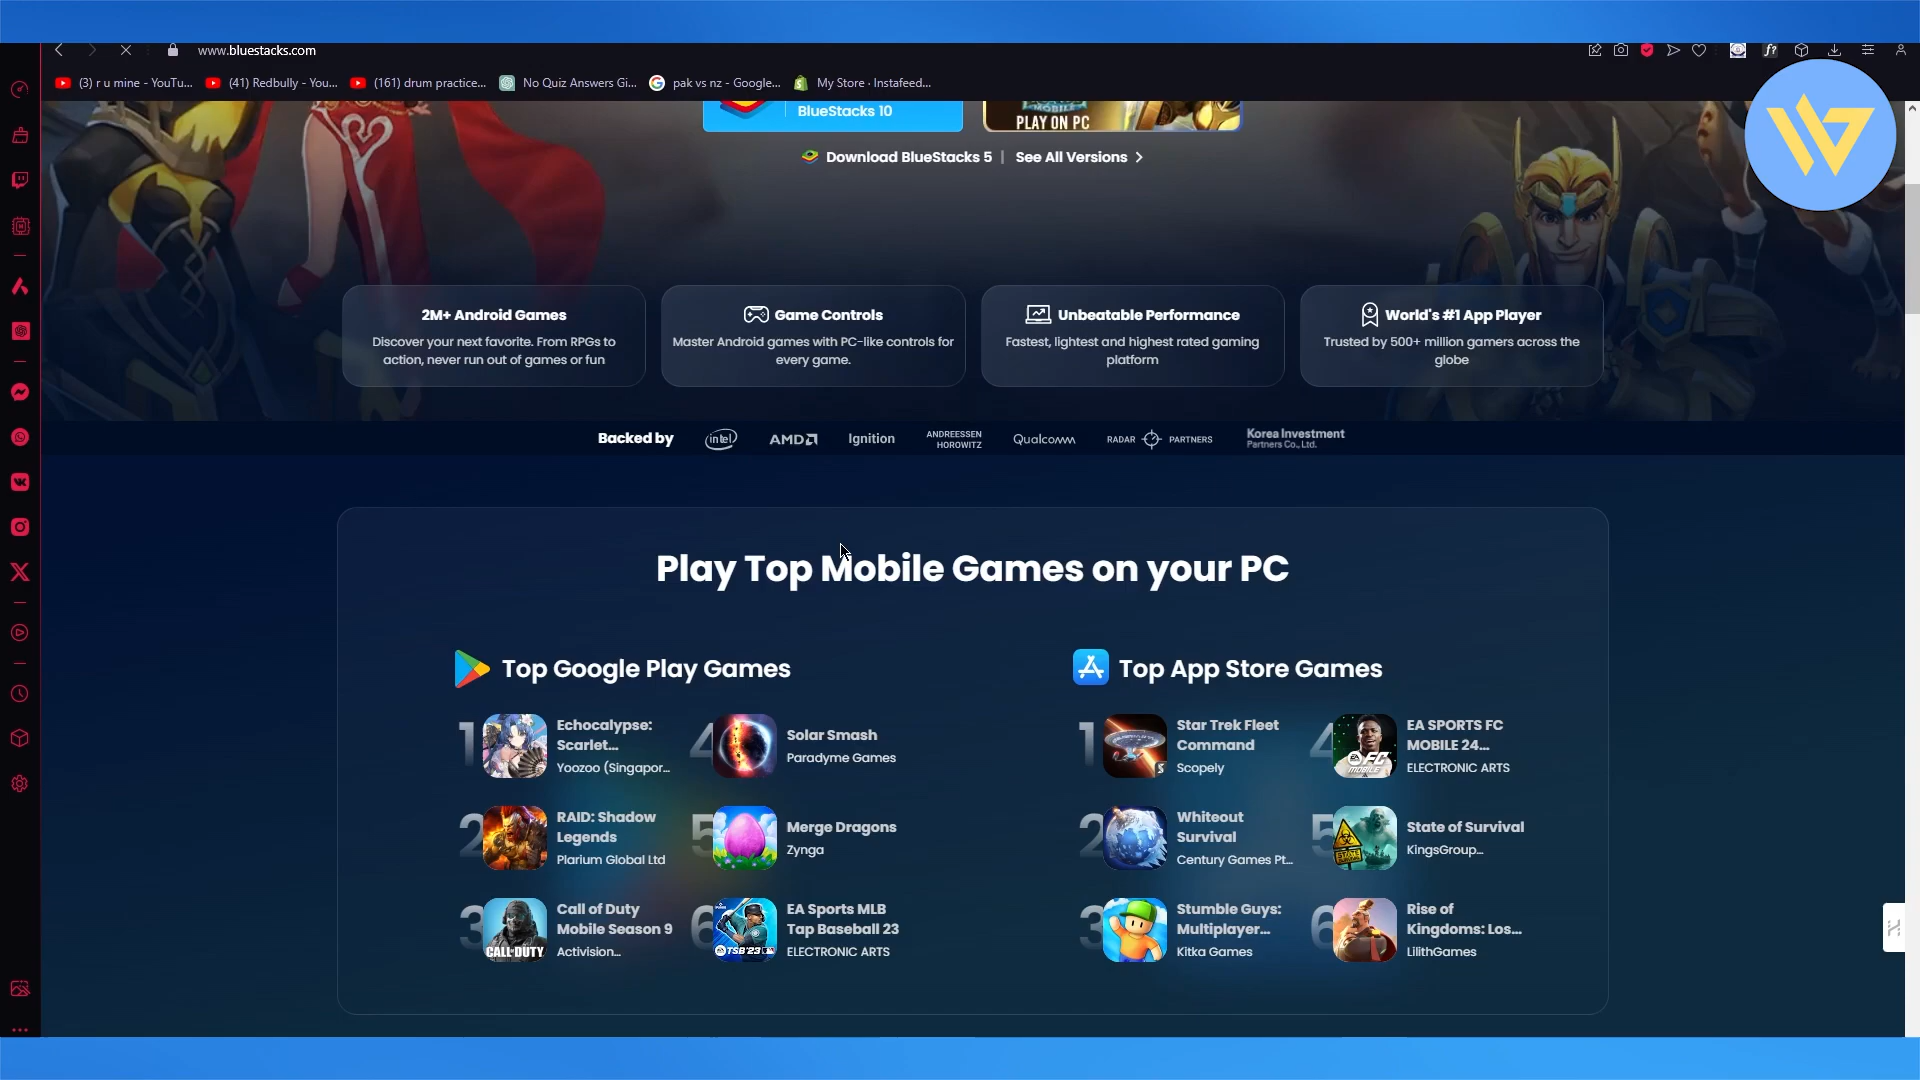 www.bluestacks.com
(3) r u mine - YouTu...
(41) Redbully - You...
(161) drum practice...
No Quiz Answers Gi...
pak vs nz - Google...
My Store · Instafeed...
BlueStacks 10
MOBILE
PLAY ON PC
Download BlueStacks 5 | See All Versions
2M+ Android Games
Discover your next favorite. From RPGs to
action, never run out of games or fun
Game Controls
Master Android games with PC-like controls for
every game.
Unbeatable Performance
Fastest, lightest and highest rated gaming
platform
World's #1 App Player
Trusted by 500+ million gamers across the
globe
Backed by
intel
AMD
Ignition
ANDREESSEN
HOROWITZ
Qualcomm
RADAR PARTNERS
Korea Investment
Partners Co., Ltd.
Play Top Mobile Games on your PC
Top Google Play Games
1
Echocalypse:
Scarlet...
Yoozoo (Singapor...
2
RAID: Shadow
Legends
Plarium Global Ltd
3
CALL OF DUTY
Call of Duty
Mobile Season 9
Activision...
4
Solar Smash
Paradyme Games
5
Merge Dragons
Zynga
6
TSB'23
EA Sports MLB
Tap Baseball 23
ELECTRONIC ARTS
Top App Store Games
1
Star Trek Fleet
Command
Scopely
2
Whiteout
Survival
Century Games Pt...
3
Stumble Guys:
Multiplayer...
Kitka Games
4
FC
MOBILE
EA SPORTS FC
MOBILE 24...
ELECTRONIC ARTS
5
STATE
State of Survival
KingsGroup...
6
Rise of
Kingdoms: Los...
LilithGames